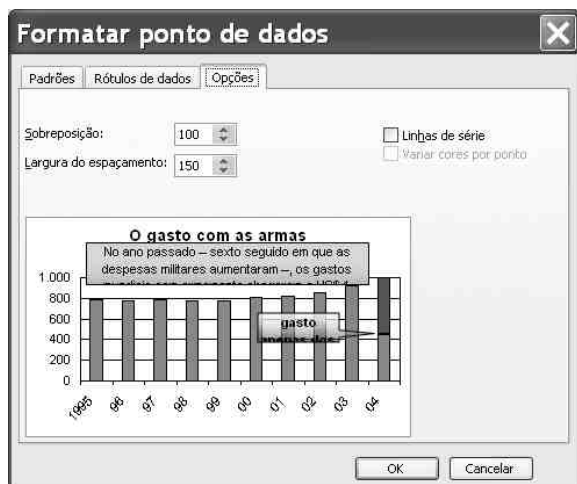 Formatar ponto de dados
Padrões Rótulos de dados Opções
Sobreposição: 100
Largura do espaçamento: 150
Linhas de série
Variar cores por ponto
O gasto com as armas
No ano passado – sexto seguido em que as
despesas militares aumentaram –, os gastos
1.000
800
600
400
200
0
gasto
apenas dos
1995 96 97 98 99 00 01 02 03 04
OK Cancelar